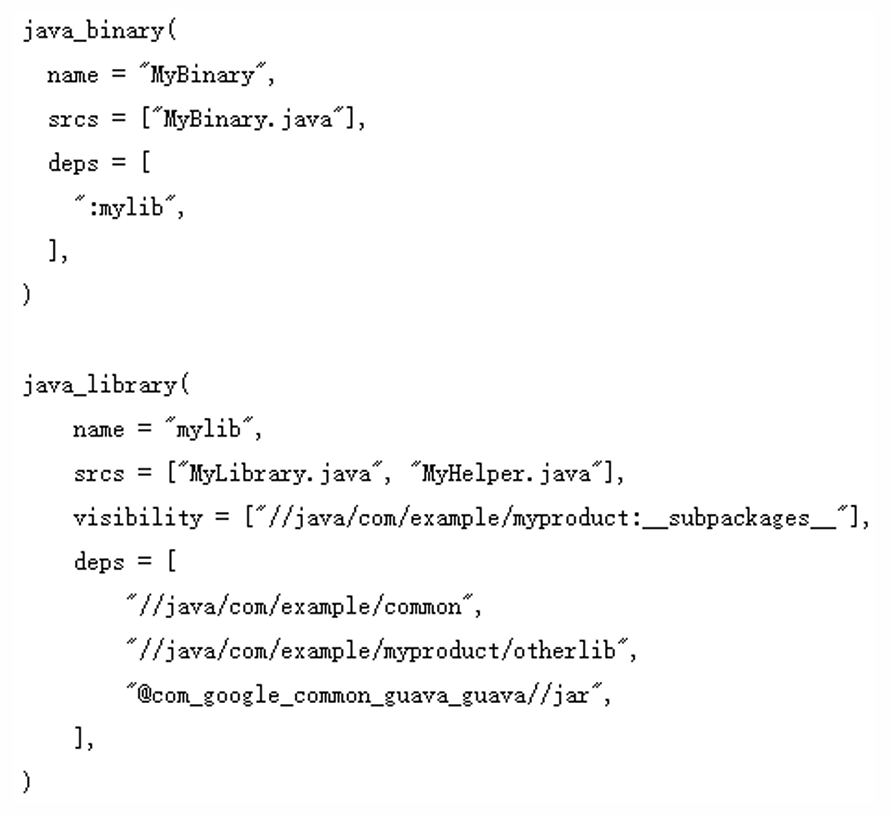 java_binary(
  name = "MyBinary",
  srcs = ["MyBinary.java"],
  deps = [
    ":mylib",
  ],
)

java_library(
    name = "mylib",
    srcs = ["MyLibrary.java", "MyHelper.java"],
    visibility = ["//java/com/example/myproduct:__subpackages__"],
    deps = [
        "//java/com/example/common",
        "//java/com/example/myproduct/otherlib",
        "@com_google_common_guava_guava//jar",
    ],
)